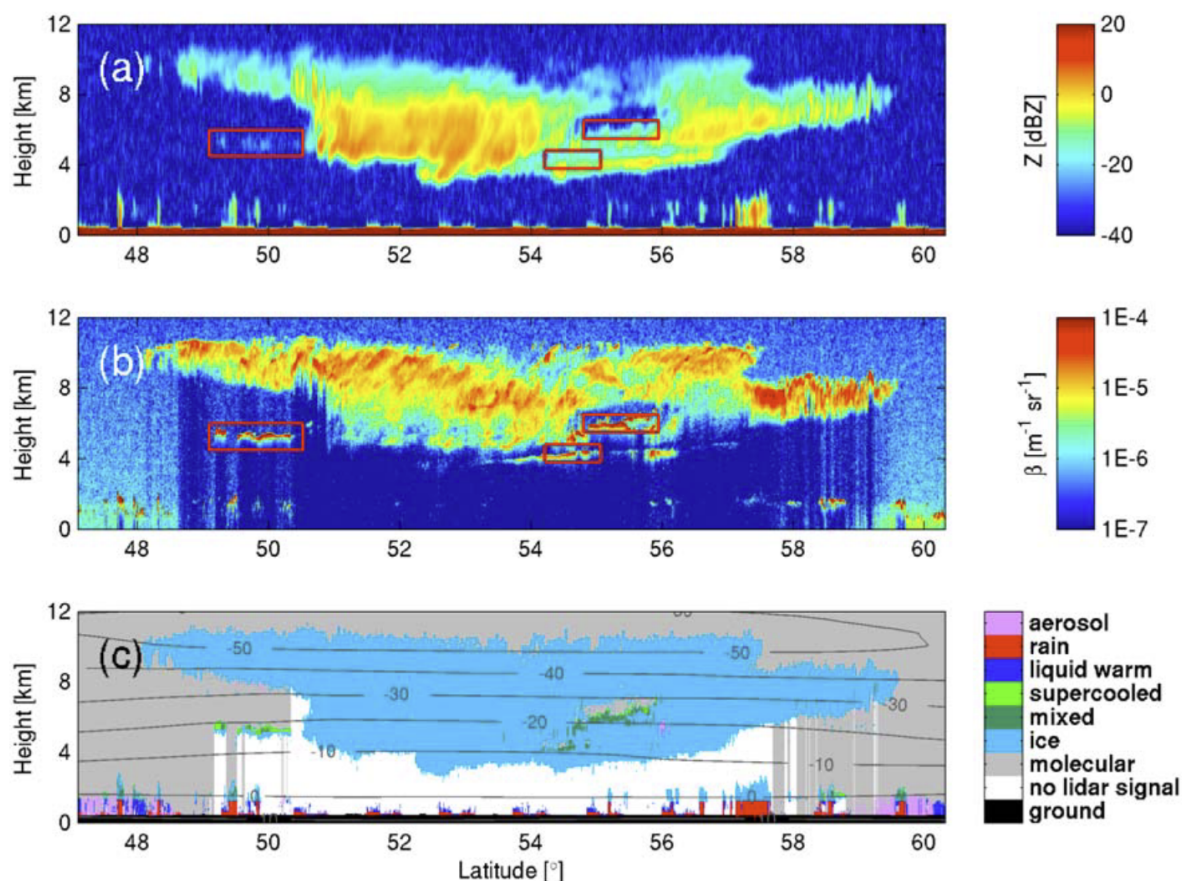 12
8
4
0
Height [km]
(a)
48 50 52 54 56 58 60
20
0
-20
-40
Z [dBZ]
12
8
4
0
Height [km]
(b)
48 50 52 54 56 58 60
1E-4
1E-5
1E-6
1E-7
β [m⁻¹ sr⁻¹]
12
8
4
0
Height [km]
(c)
-50
-50
-40
-30
-30
-20
-10
-10
0
0
48 50 52 54 56 58 60
Latitude [°]
aerosol
rain
liquid warm
supercooled
mixed
ice
molecular
no lidar signal
ground